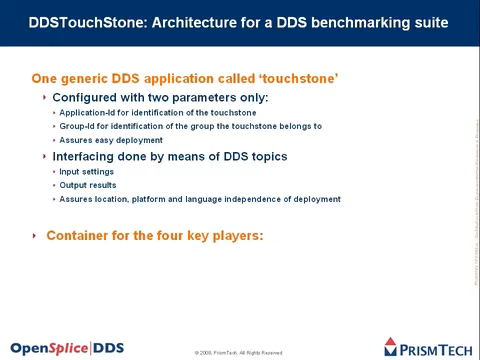 DDSTouchStone: Architecture for a DDS benchmarking suite
One generic DDS application called ‘touchstone’
Configured with two parameters only:
Application-Id for identification of the touchstone
Group-Id for identification of the group the touchstone belongs to
Assures easy deployment
Interfacing done by means of DDS topics
Input settings
Output results
Assures location, platform and language independence of deployment
Container for the four key players:
OpenSplice|DDS
© 2008, PrismTech. All Rights Reserved
PRISMTECH